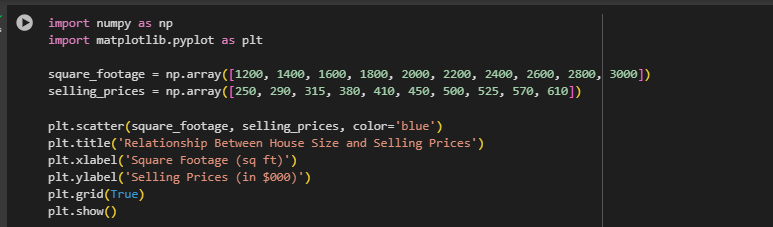 import numpy as np
import matplotlib.pyplot as plt
square_footage = np.array([1200, 1400, 1600, 1800, 2000, 2200, 2400, 2600, 2800, 3000])
selling_prices = np.array([250, 290, 315, 380, 410, 450, 500, 525, 570, 610])
plt.scatter(square_footage, selling_prices, color='blue')
plt.title('Relationship Between House Size and Selling Prices')
plt.xlabel('Square Footage (sq ft)')
plt.ylabel('Selling Prices (in $000)')
plt.grid(True)
plt.show()